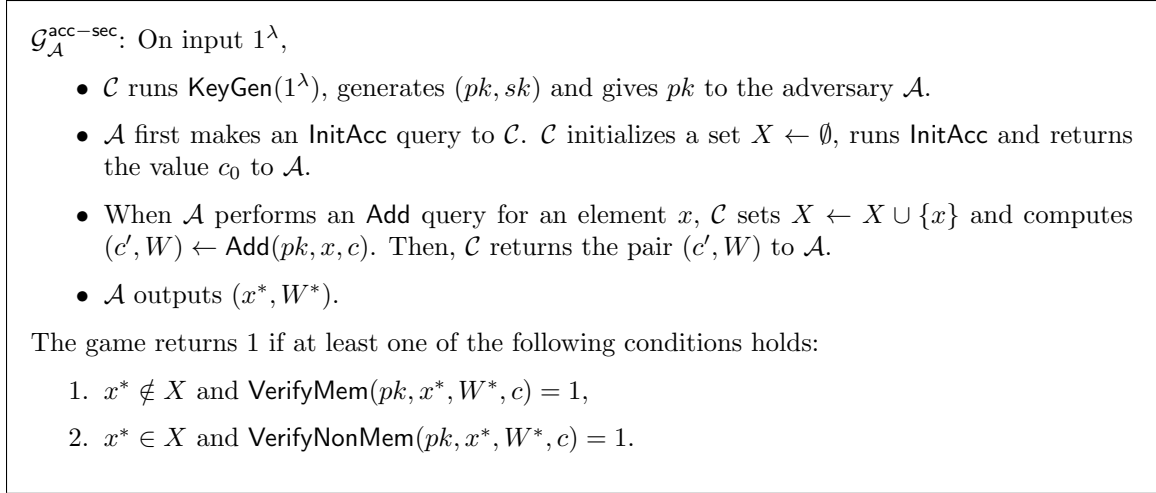 𝒢_𝒜^{acc−sec}: On input 1^λ,
• 𝒞 runs KeyGen(1^λ), generates (pk, sk) and gives pk to the adversary 𝒜.
• 𝒜 first makes an InitAcc query to 𝒞. 𝒞 initializes a set X ← ∅, runs InitAcc and returns
the value c₀ to 𝒜.
• When 𝒜 performs an Add query for an element x, 𝒞 sets X ← X ∪ {x} and computes
(c′, W) ← Add(pk, x, c). Then, 𝒞 returns the pair (c′, W) to 𝒜.
• 𝒜 outputs (x*, W*).
The game returns 1 if at least one of the following conditions holds:
1. x* ∉ X and VerifyMem(pk, x*, W*, c) = 1,
2. x* ∈ X and VerifyNonMem(pk, x*, W*, c) = 1.